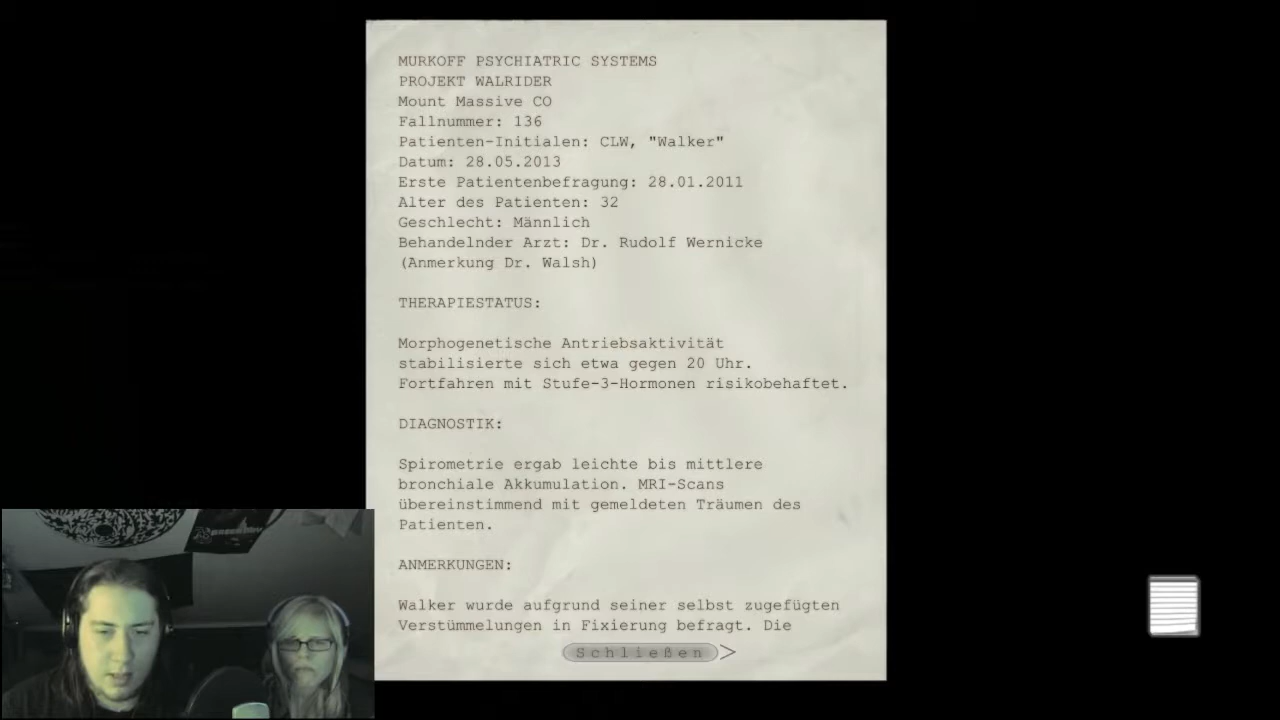 MURKOFF PSYCHIATRIC SYSTEMS
PROJEKT WALRIDER
Mount Massive CO
Fallnummer: 136
Patienten-Initialen: CLW, "Walker"
Datum: 28.05.2013
Erste Patientenbefragung: 28.01.2011
Alter des Patienten: 32
Geschlecht: Männlich
Behandelnder Arzt: Dr. Rudolf Wernicke
(Anmerkung Dr. Walsh)
THERAPIESTATUS:
Morphogenetische Antriebsaktivität
stabilisierte sich etwa gegen 20 Uhr.
Fortfahren mit Stufe-3-Hormonen risikobehaftet.
DIAGNOSTIK:
Spirometrie ergab leichte bis mittlere
bronchiale Akkumulation. MRI-Scans
übereinstimmend mit gemeldeten Träumen des
Patienten.
ANMERKUNGEN:
Walker wurde aufgrund seiner selbst zugefügten
Verstümmelungen in Fixierung befragt. Die
Schließen >